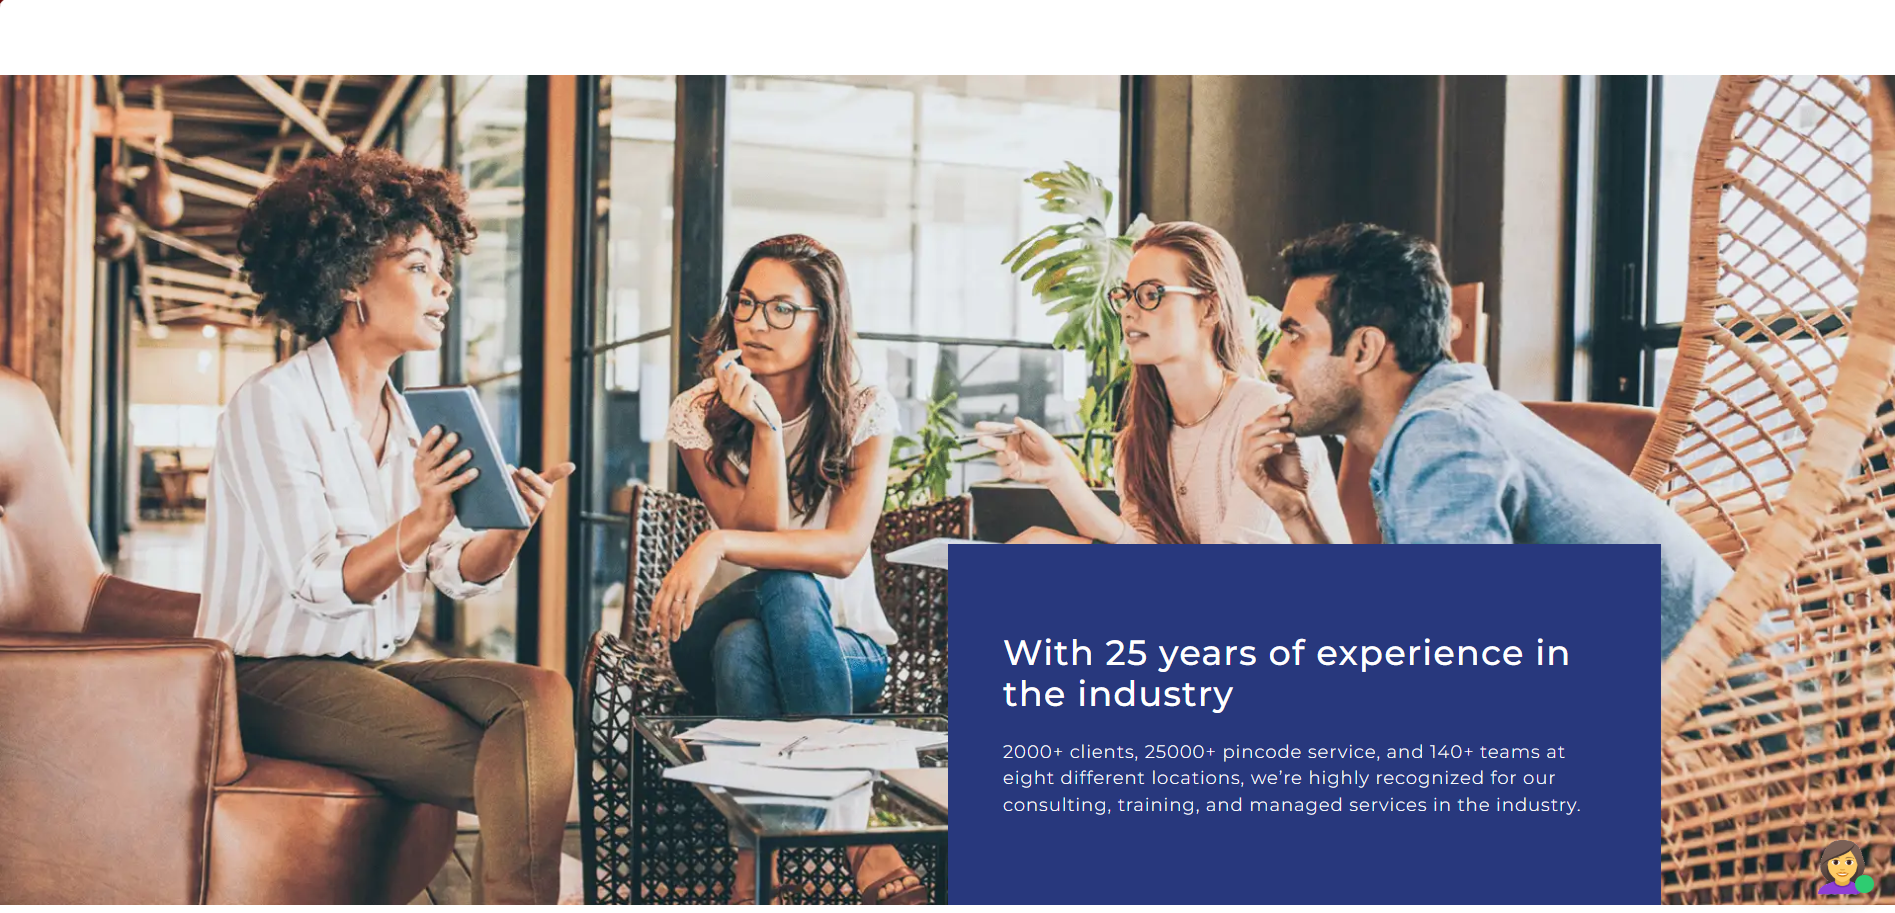 With 25 years of experience in
the industry
2000+ clients, 25000+ pincode service, and 140+ teams at
eight different locations, we’re highly recognized for our
consulting, training, and managed services in the industry.